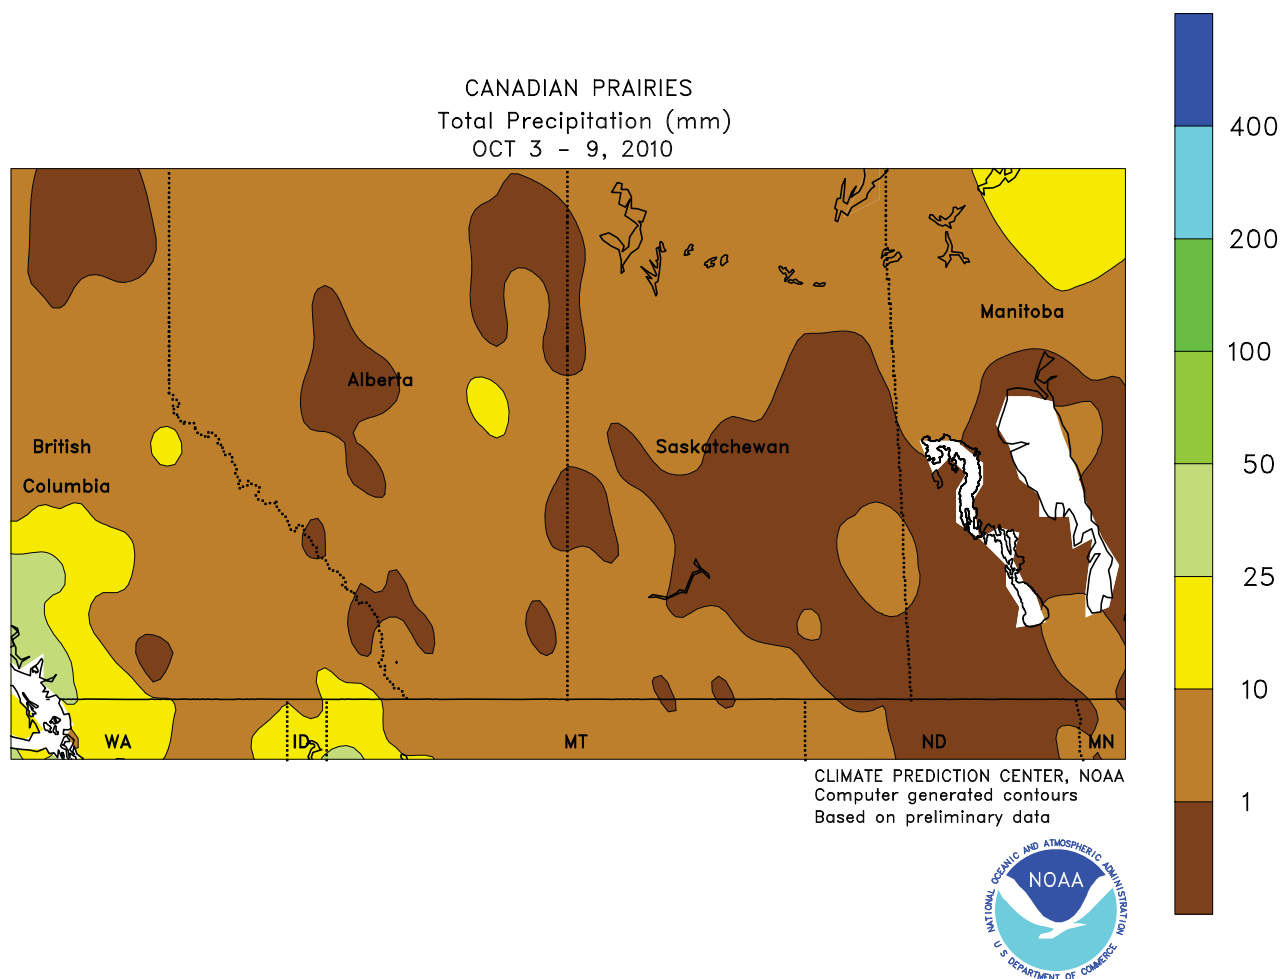 CANADIAN PRAIRIES
Total Precipitation (mm)
OCT 3 - 9, 2010
400
200
100
50
25
10
1
Manitoba
Alberta
British
Columbia
Saskatchewan
WA
ID
MT
ND
MN
CLIMATE PREDICTION CENTER, NOAA
Computer generated contours
Based on preliminary data
NATIONAL OCEANIC AND ATMOSPHERIC ADMINISTRATION
NOAA
U S DEPARTMENT OF COMMERCE